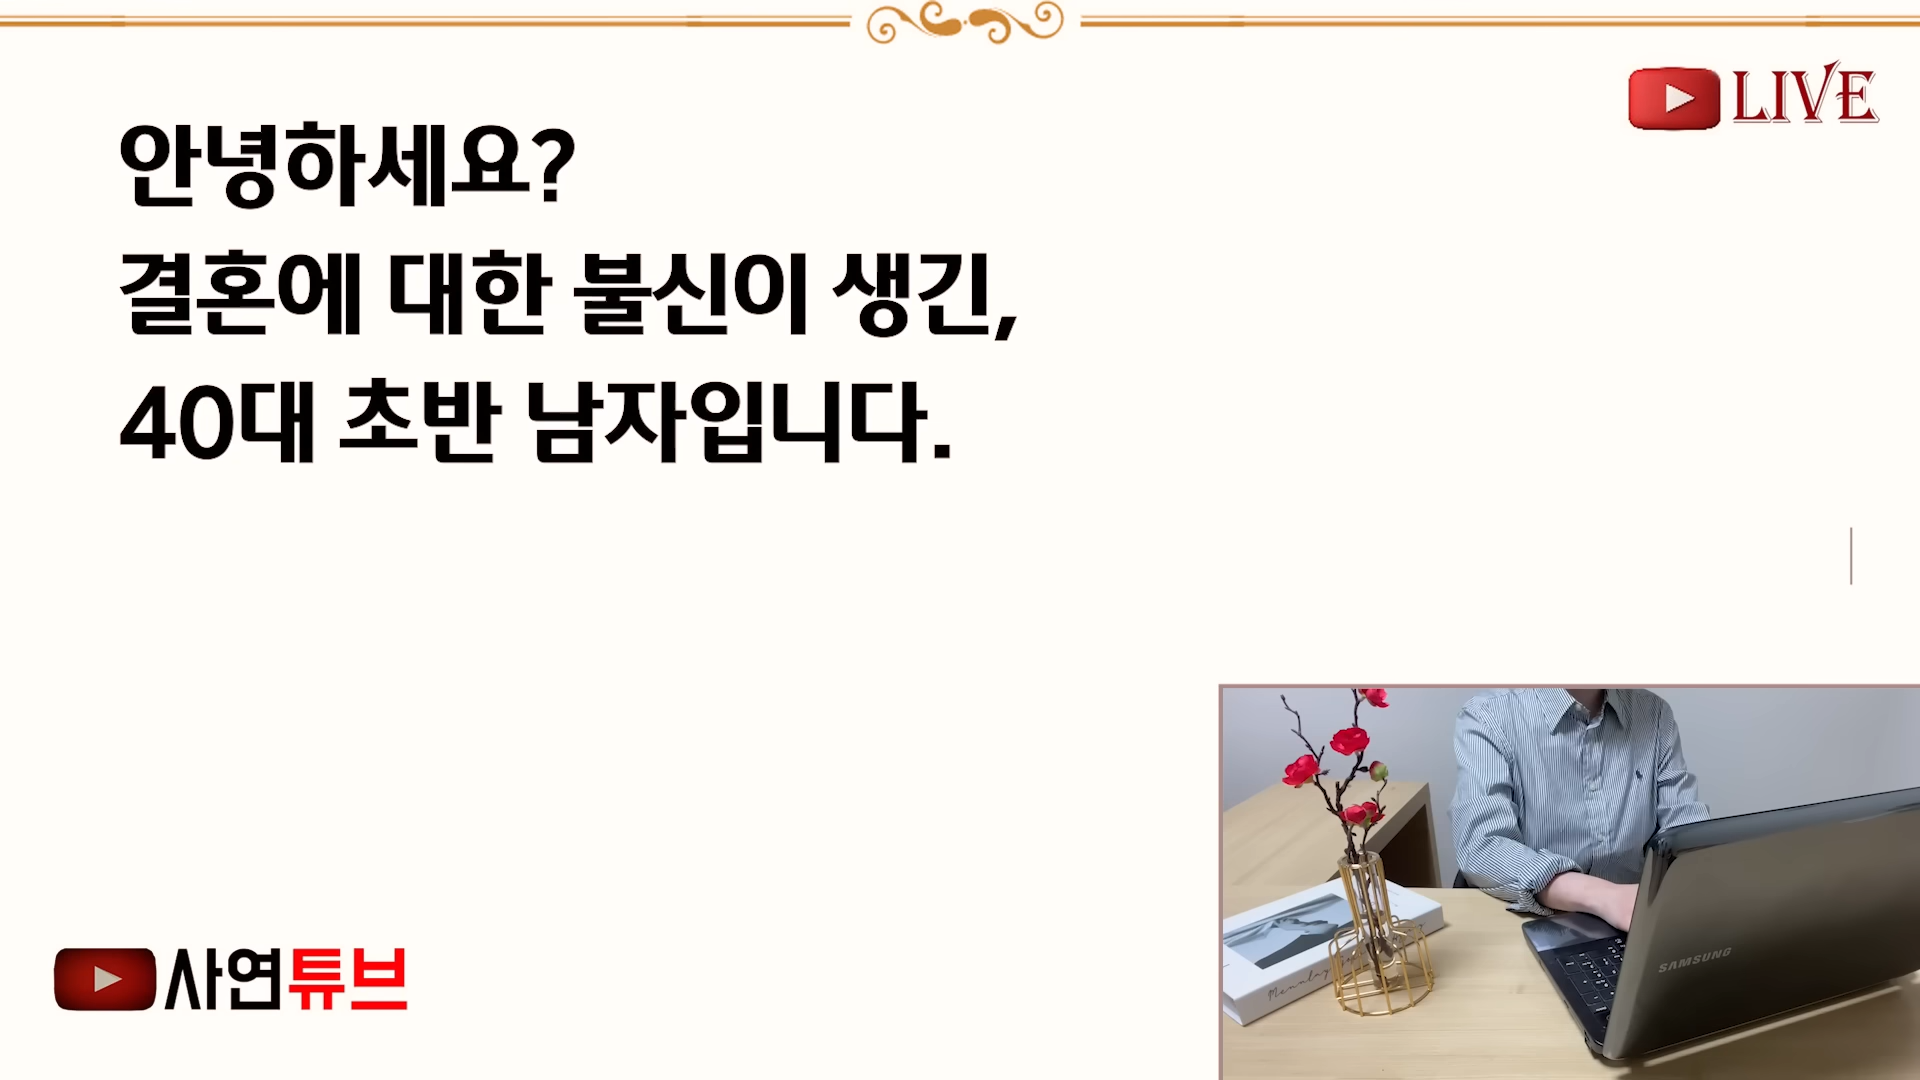 LIVE
안녕하세요?
결혼에 대한 불신이 생긴,
40대 초반 남자입니다.
사연튜브
SAMSUNG